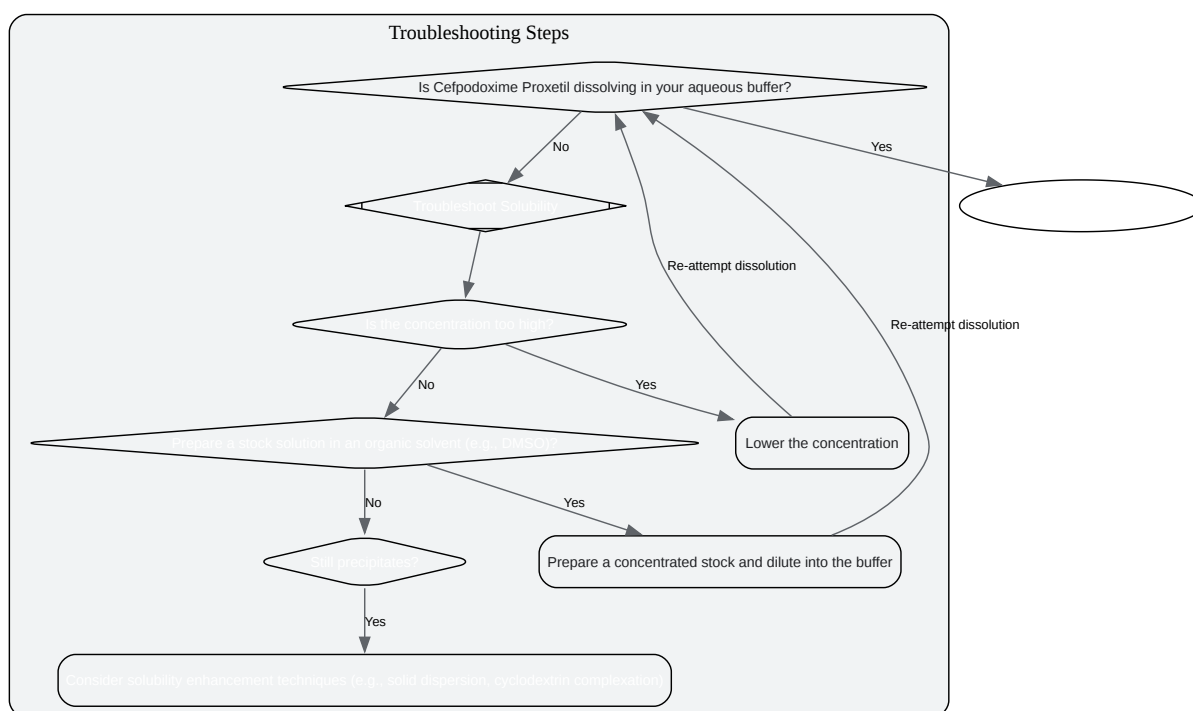 Troubleshooting Steps
Is Cefpodoxime Proxetil dissolving in your aqueous buffer?
No
Yes
Troubleshoot Solubility
Re-attempt dissolution
Is the concentration too high?
Re-attempt dissolution
No
Yes
Prepare a stock solution in an organic solvent (e.g., DMSO)?
Lower the concentration
No
Yes
Still precipitates?
Prepare a concentrated stock and dilute into the buffer
Yes
Consider solubility enhancement techniques (e.g., solid dispersion, cyclodextrin complexation)